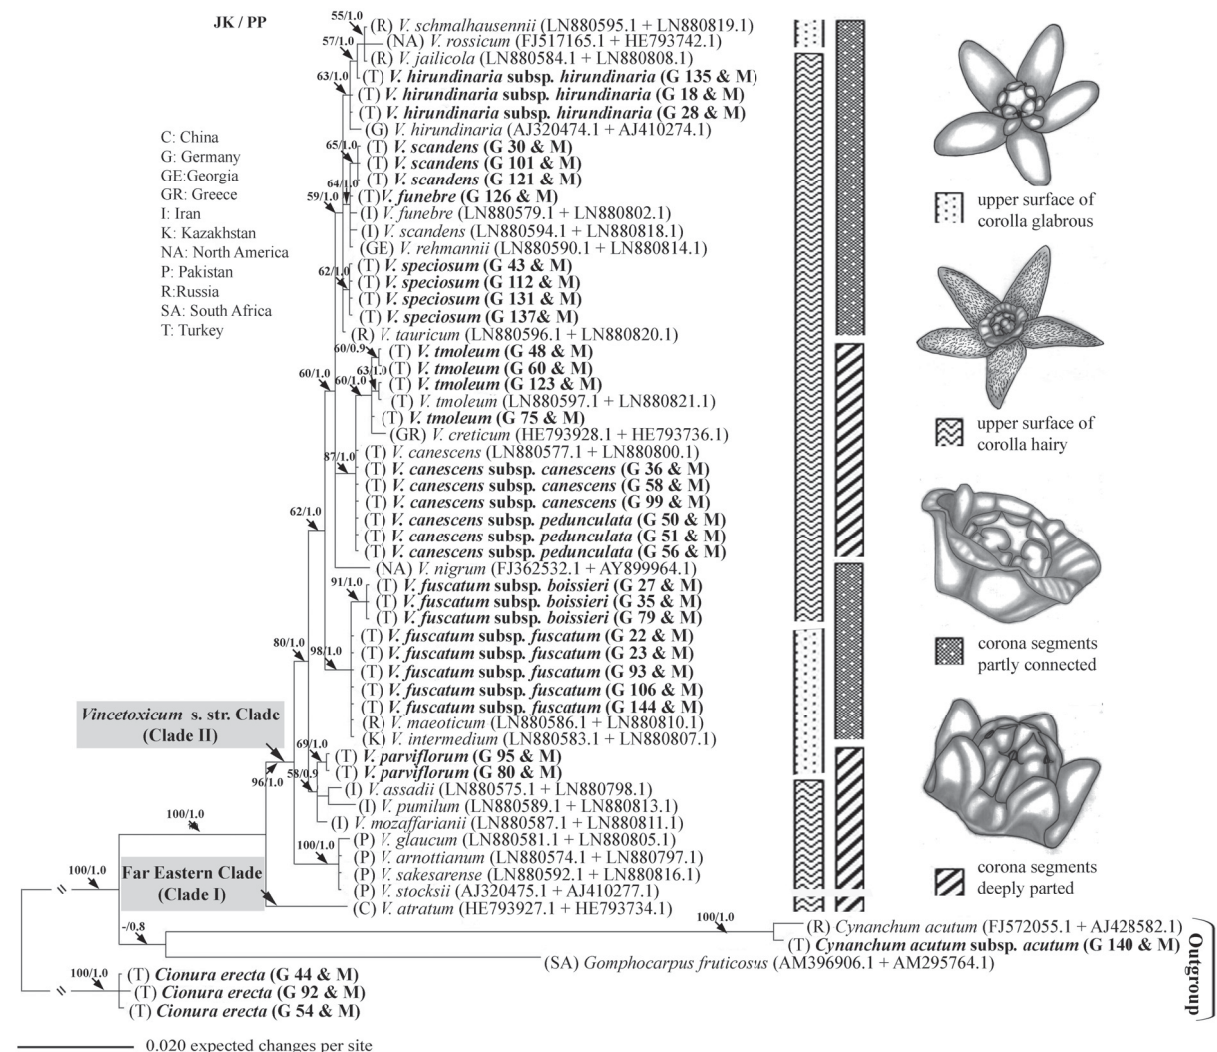 JK / PP
55/1.0
(R) V. schmalhausennii (LN880595.1 + LN880819.1)
57/1.0
(NA) V. rossicum (FJ517165.1 + HE793742.1)
(R) V. jailicola (LN880584.1 + LN880808.1)
63/1.0
(T) V. hirundinaria subsp. hirundinaria (G 135 & M)
(T) V. hirundinaria subsp. hirundinaria (G 18 & M)
(T) V. hirundinaria subsp. hirundinaria (G 28 & M)
(G) V. hirundinaria (AJ320474.1 + AJ410274.1)
C: China
G: Germany
GE:Georgia
GR: Greece
I: Iran
K: Kazakhstan
NA: North America
P: Pakistan
R:Russia
SA: South Africa
T: Turkey
65/1.0
(T) V. scandens (G 30 & M)
(T) V. scandens (G 101 & M)
(T) V. scandens (G 121 & M)
64/1.0
59/1.0
(T) V. funebre (G 126 & M)
(I) V. funebre (LN880579.1 + LN880802.1)
(I) V. scandens (LN880594.1 + LN880818.1)
(GE) V. rehmannii (LN880590.1 + LN880814.1)
62/1.0
(T) V. speciosum (G 43 & M)
(T) V. speciosum (G 112 & M)
(T) V. speciosum (G 131 & M)
(T) V. speciosum (G 137& M)
(R) V. tauricum (LN880596.1 + LN880820.1)
60/0.9
(T) V. tmoleum (G 48 & M)
(T) V. tmoleum (G 60 & M)
63/1.0
60/1.0
60/1.0
(T) V. tmoleum (G 123 & M)
(T) V. tmoleum (LN880597.1 + LN880821.1)
(T) V. tmoleum (G 75 & M)
(GR) V. creticum (HE793928.1 + HE793736.1)
87/1.0
(T) V. canescens (LN880577.1 + LN880800.1)
(T) V. canescens subsp. canescens (G 36 & M)
(T) V. canescens subsp. canescens (G 58 & M)
(T) V. canescens subsp. canescens (G 99 & M)
62/1.0
(T) V. canescens subsp. pedunculata (G 50 & M)
(T) V. canescens subsp. pedunculata (G 51 & M)
(T) V. canescens subsp. pedunculata (G 56 & M)
(NA) V. nigrum (FJ362532.1 + AY899964.1)
91/1.0
(T) V. fuscatum subsp. boissieri (G 27 & M)
(T) V. fuscatum subsp. boissieri (G 35 & M)
(T) V. fuscatum subsp. boissieri (G 79 & M)
80/1.0
98/1.0
(T) V. fuscatum subsp. fuscatum (G 22 & M)
(T) V. fuscatum subsp. fuscatum (G 23 & M)
(T) V. fuscatum subsp. fuscatum (G 93 & M)
(T) V. fuscatum subsp. fuscatum (G 106 & M)
(T) V. fuscatum subsp. fuscatum (G 144 & M)
(R) V. maeoticum (LN880586.1 + LN880810.1)
(K) V. intermedium (LN880583.1 + LN880807.1)
Vincetoxicum s. str. Clade
(Clade II)
69/1.0
96/1.0
58/0.9
(T) V. parviflorum (G 95 & M)
(T) V. parviflorum (G 80 & M)
(I) V. assadii (LN880575.1 + LN880798.1)
(I) V. pumilum (LN880589.1 + LN880813.1)
(I) V. mozaffarianii (LN880587.1 + LN880811.1)
100/1.0
100/1.0
(P) V. glaucum (LN880581.1 + LN880805.1)
(P) V. arnottianum (LN880574.1 + LN880797.1)
(P) V. sakesarense (LN880592.1 + LN880816.1)
(P) V. stocksii (AJ320475.1 + AJ410277.1)
100/1.0
Far Eastern Clade
(Clade I)
(C) V. atratum (HE793927.1 + HE793734.1)
-/0.8
100/1.0
(R) Cynanchum acutum (FJ572055.1 + AJ428582.1)
(T) Cynanchum acutum subsp. acutum (G 140 & M)
(SA) Gomphocarpus fruticosus (AM396906.1 + AM295764.1)
100/1.0
(T) Cionura erecta (G 44 & M)
(T) Cionura erecta (G 92 & M)
(T) Cionura erecta (G 54 & M)
Outgroup
0.020 expected changes per site
upper surface of
corolla glabrous
upper surface of
corolla hairy
corona segments
partly connected
corona segments
deeply parted